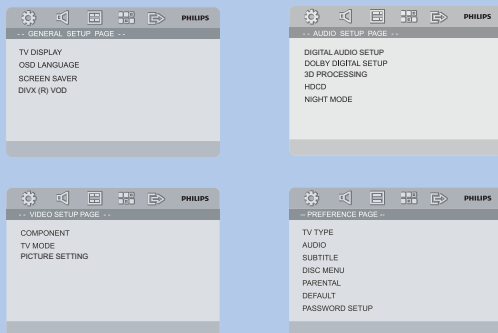 PHILIPS
- - GENERAL SETUP PAGE - -
TV DISPLAY
OSD LANGUAGE
SCREEN SAVER
DIVX (R) VOD
PHILIPS
- - AUDIO SETUP PAGE - -
DIGITAL AUDIO SETUP
DOLBY DIGITAL SETUP
3D PROCESSING
HDCD
NIGHT MODE
PHILIPS
- - VIDEO SETUP PAGE - -
COMPONENT
TV MODE
PICTURE SETTING
PHILIPS
-- PREFERENCE PAGE --
TV TYPE
AUDIO
SUBTITLE
DISC MENU
PARENTAL
DEFAULT
PASSWORD SETUP